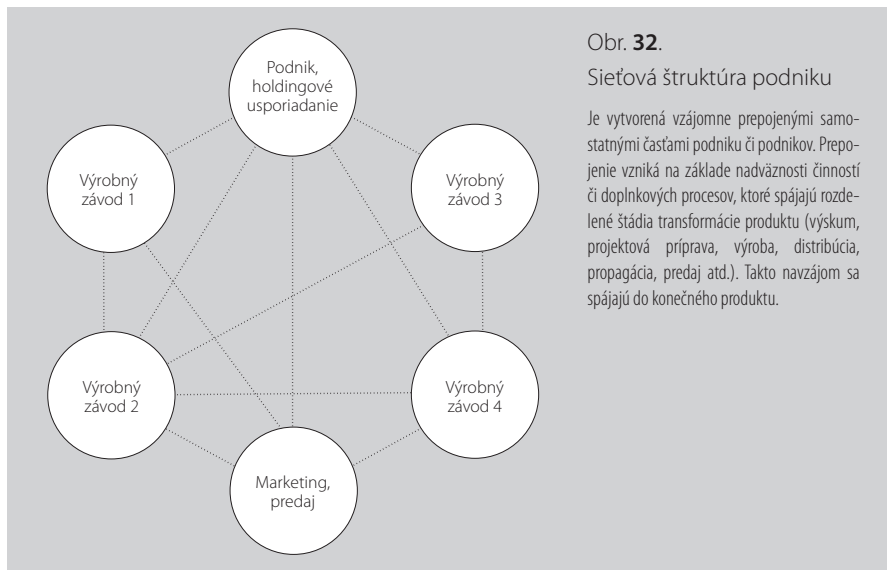 Podnik,
holdingové
usporiadanie
Výrobný
závod 1
Výrobný
závod 3
Výrobný
závod 2
Výrobný
závod 4
Marketing,
predaj
Obr. 32.
Sieťová štruktúra podniku
Je vytvorená vzájomne prepojenými samo-
statnými časťami podniku či podnikov. Prepo-
jenie vzniká na základe nadväznosti činností
či doplnkových procesov, ktoré spájajú rozde-
lené štádia transformácie produktu (výskum,
projektová príprava, výroba, distribúcia,
propagácia, predaj atd.). Takto navzájom sa
spájajú do konečného produktu.